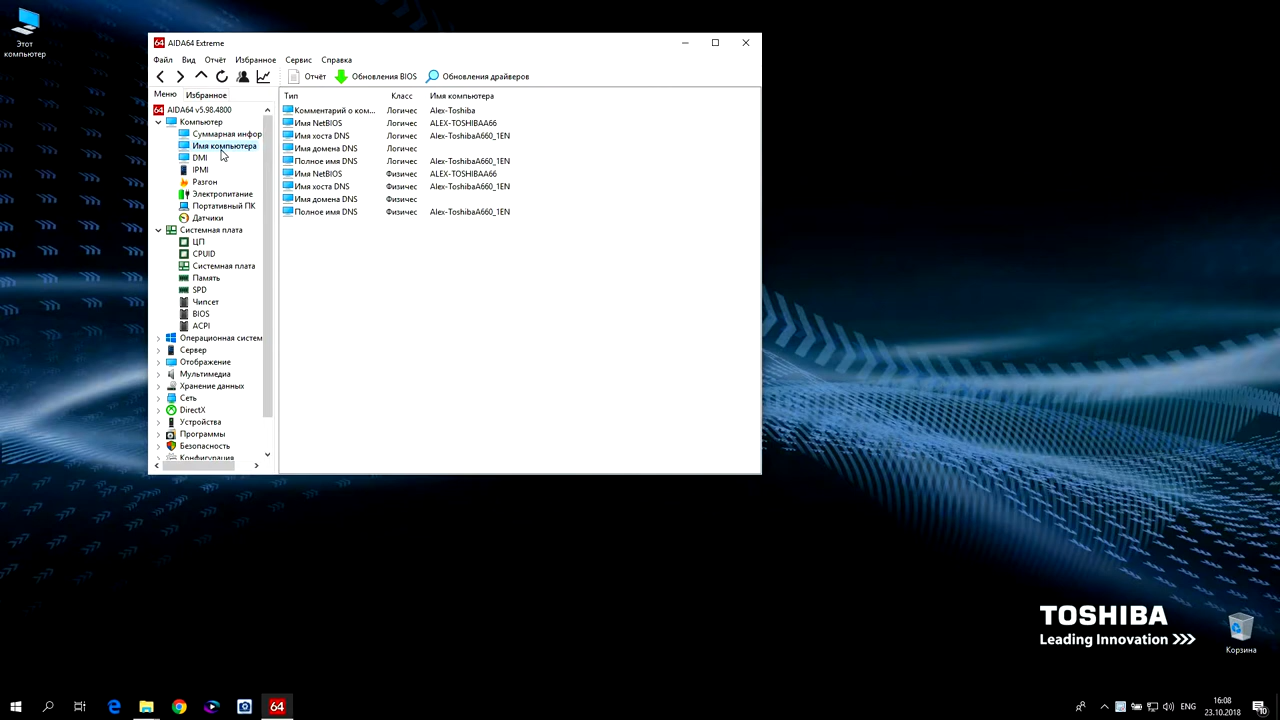 Этот
компьютер
64 AIDA64 Extreme
Файл Вид Отчёт Избранное Сервис Справка
Отчёт Обновления BIOS Обновления драйверов
Меню Избранное
64 AIDA64 v5.98.4800
Компьютер
Суммарная инфор
Имя компьютера
DMI
IPMI
Разгон
Электропитание
Портативный ПК
Датчики
Системная плата
ЦП
CPUID
Системная плата
Память
SPD
Чипсет
BIOS
ACPI
Операционная систем
Сервер
Отображение
Мультимедиа
Хранение данных
Сеть
DirectX
Устройства
Программы
Безопасность
Конфигурация
Тип Класс Имя компьютера
Комментарий о ком... Логичес Alex-Toshiba
Имя NetBIOS Логичес ALEX-TOSHIBAA66
Имя хоста DNS Логичес Alex-ToshibaA660_1EN
Имя домена DNS Логичес
Полное имя DNS Логичес Alex-ToshibaA660_1EN
Имя NetBIOS Физичес ALEX-TOSHIBAA66
Имя хоста DNS Физичес Alex-ToshibaA660_1EN
Имя домена DNS Физичес
Полное имя DNS Физичес Alex-ToshibaA660_1EN
TOSHIBA
Leading Innovation >>>
Корзина
64
ENG
16:08
23.10.2018
10